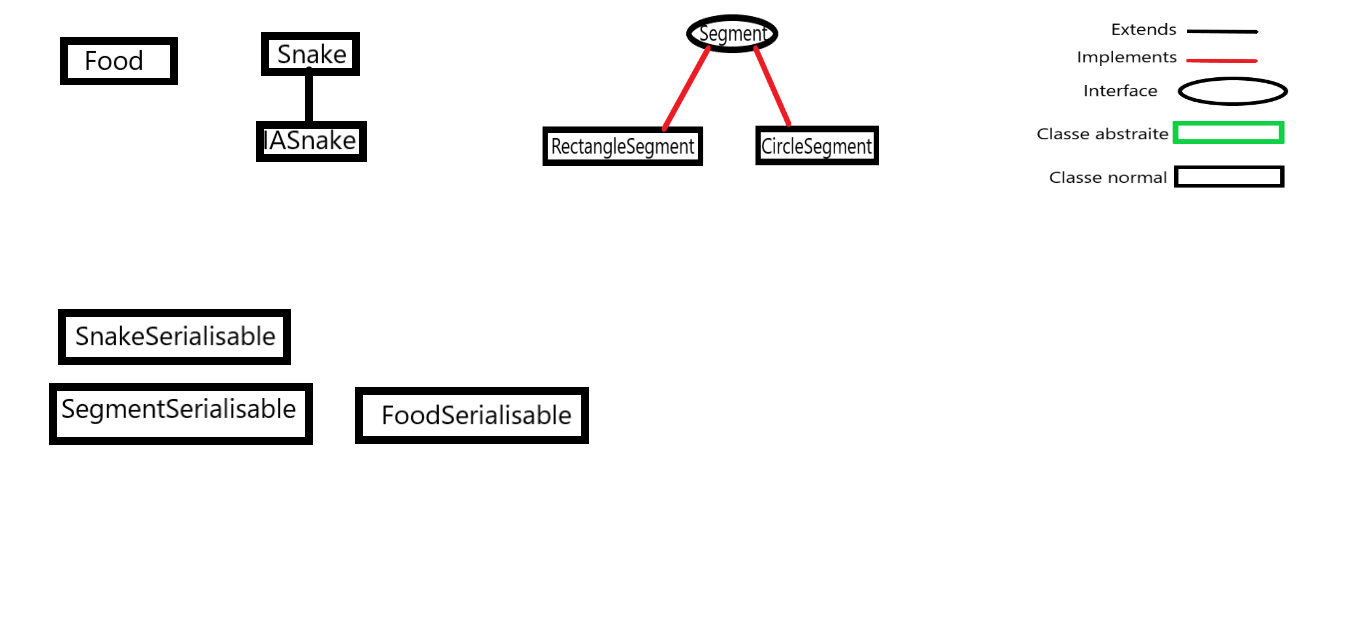 Food
Snake
IASnake
Segment
RectangleSegment
CircleSegment
Extends
Implements
Interface
Classe abstraite
Classe normal
SnakeSerialisable
SegmentSerialisable
FoodSerialisable